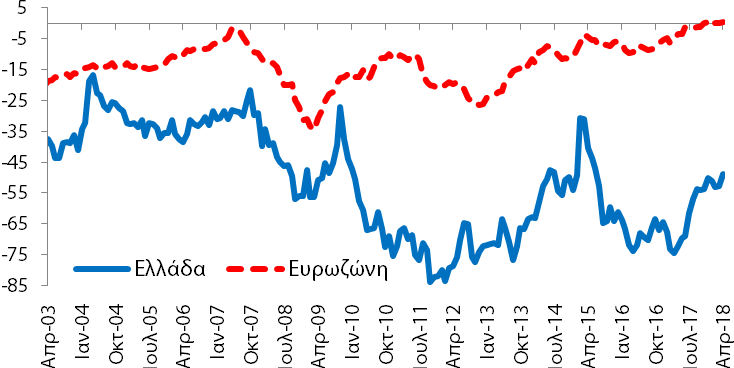 5
-5
-15
-25
-35
-45
-55
-65
-75
-85
Ελλάδα
Ευρωζώνη
Απρ-03
Ιαν-04
Οκτ-04
Ιουλ-05
Απρ-06
Ιαν-07
Οκτ-07
Ιουλ-08
Απρ-09
Ιαν-10
Οκτ-10
Ιουλ-11
Απρ-12
Ιαν-13
Οκτ-13
Ιουλ-14
Απρ-15
Ιαν-16
Οκτ-16
Ιουλ-17
Απρ-18